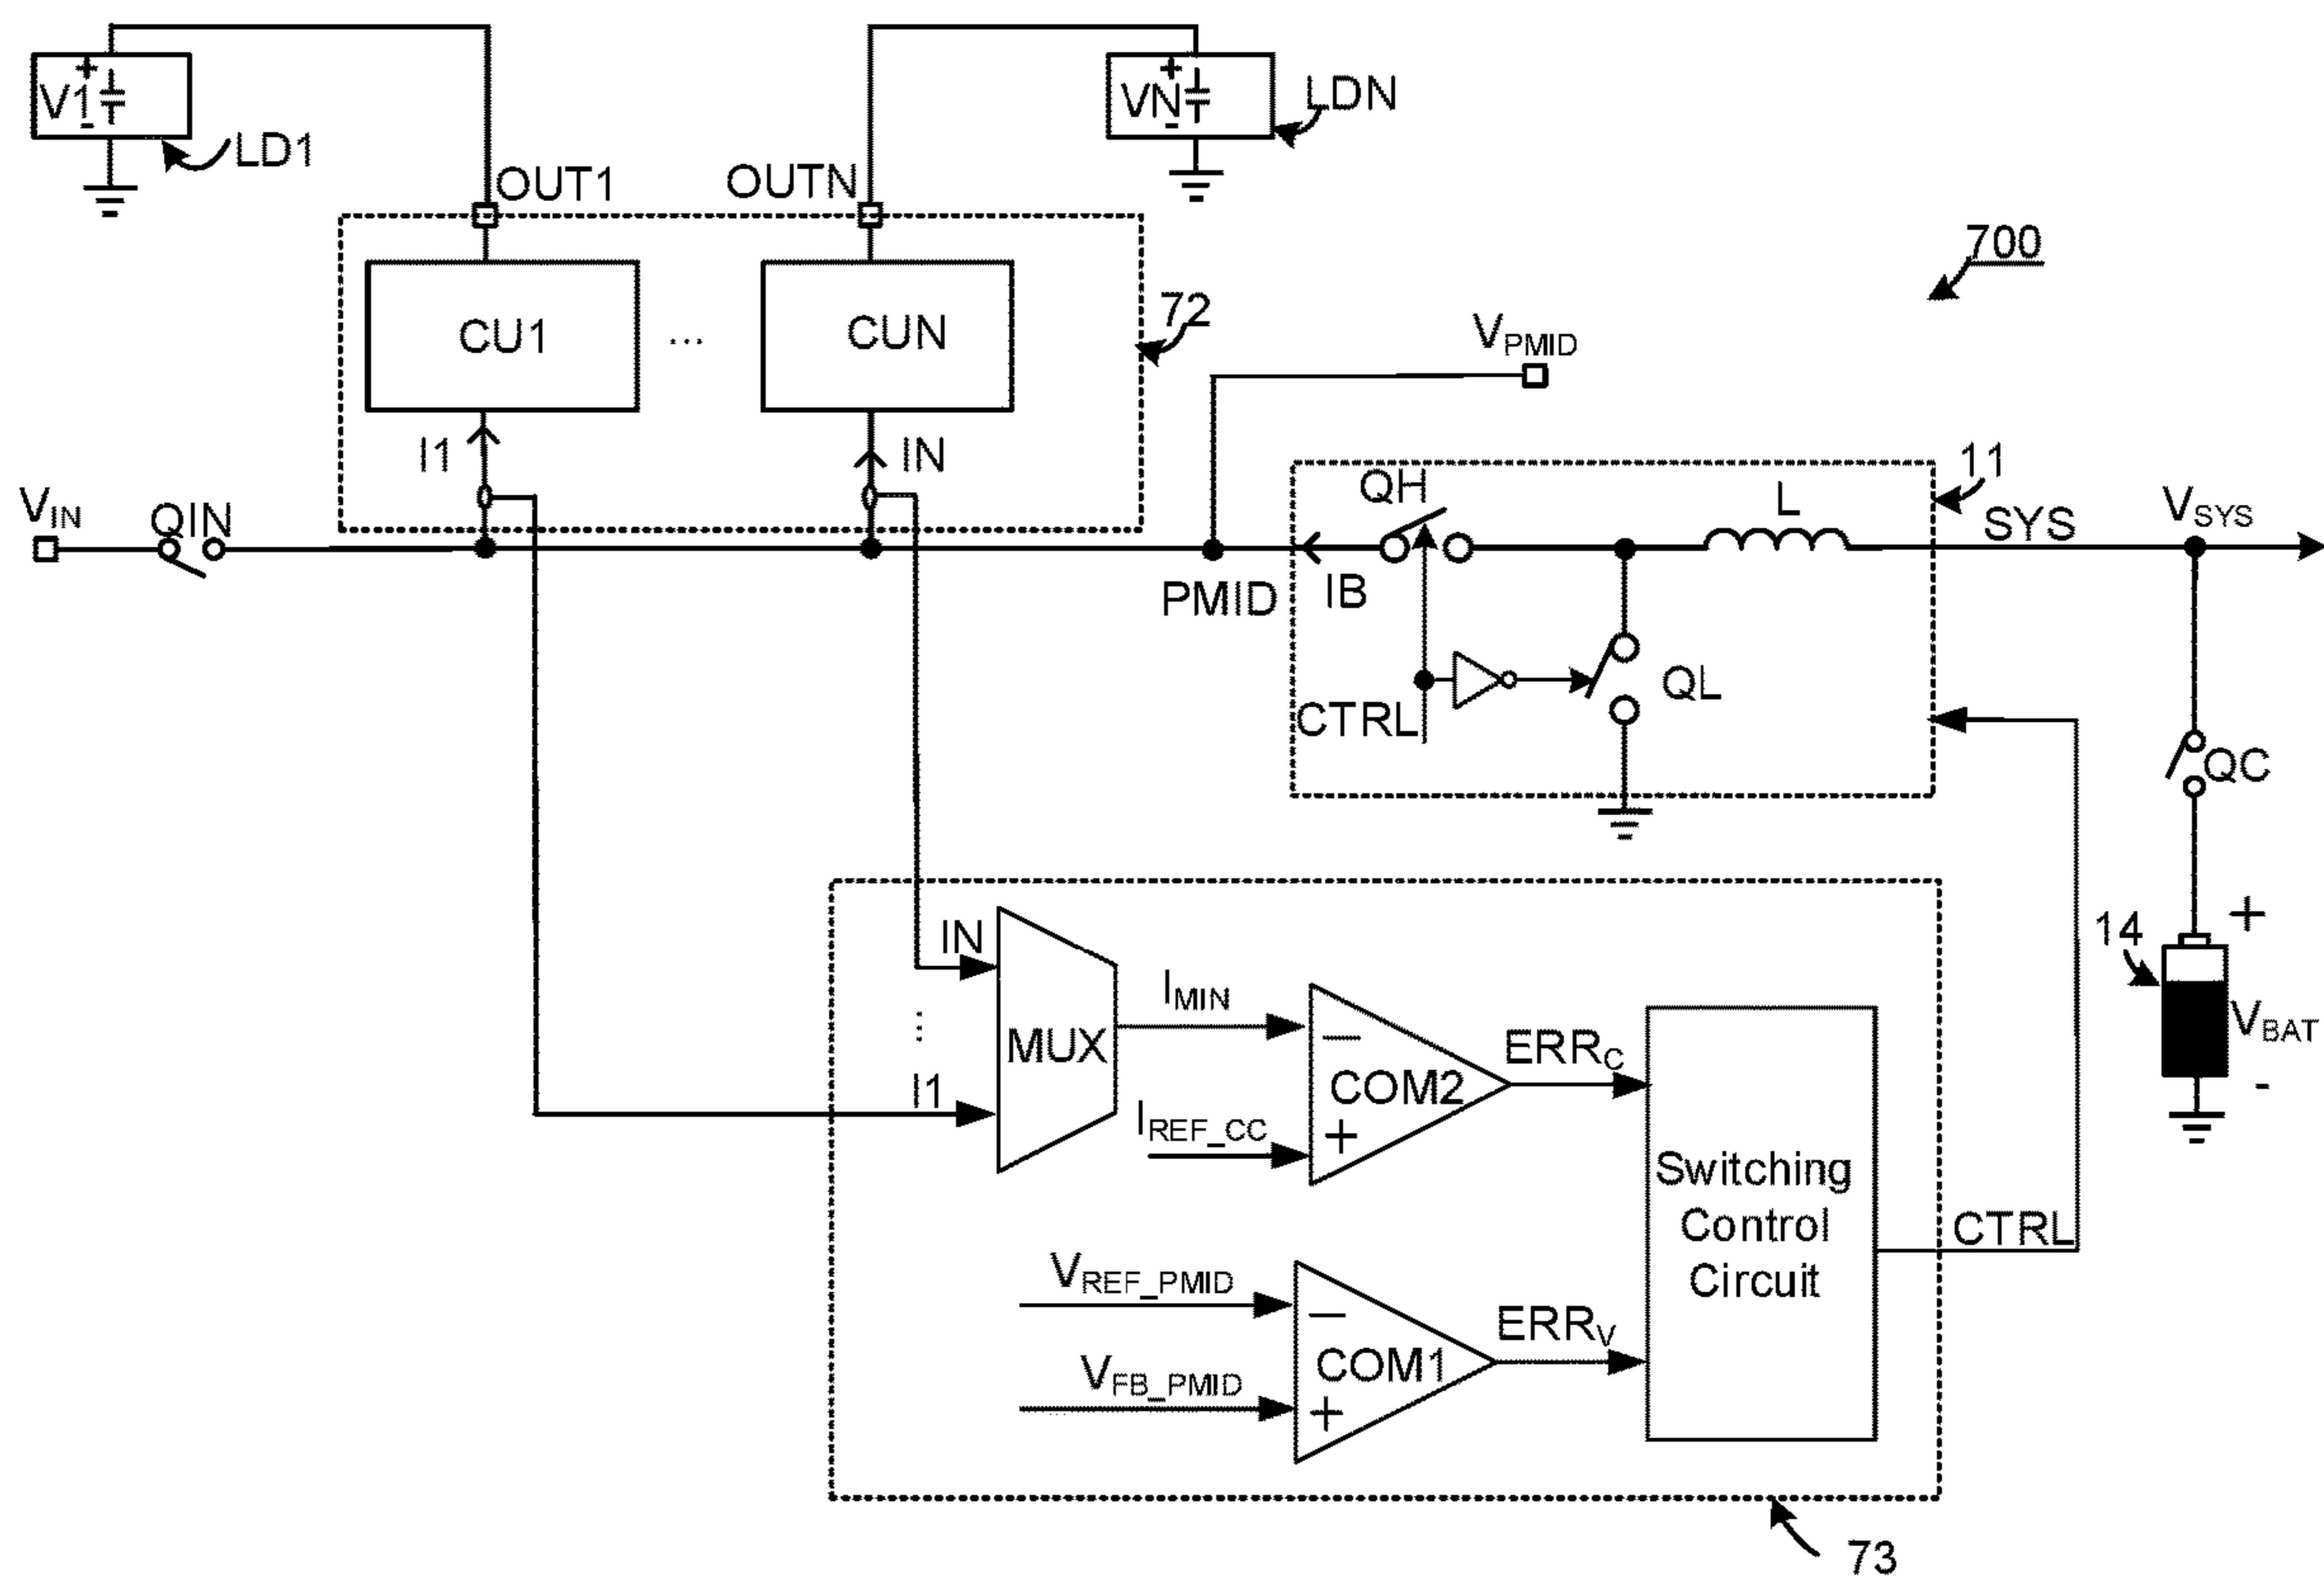 V1
+
-
LD1
VN
+
-
LDN
OUT1
OUTN
700
CU1
...
CUN
72
VPMID
I1
IN
VIN
QIN
QH
L
11
SYS
VSYS
PMID
IB
CTRL
QL
QC
IN
...
I1
MUX
IMIN
IREF_CC
−
COM2
+
ERRC
14
+
VBAT
-
Switching
Control
Circuit
CTRL
VREF_PMID
VFB_PMID
−
COM1
+
ERRV
73